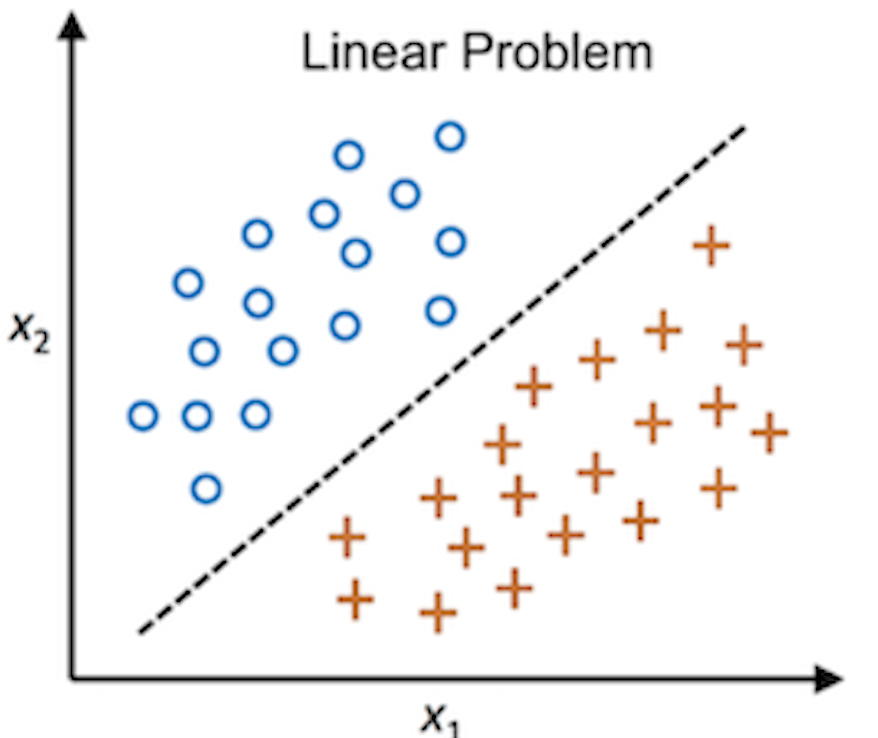 Linear Problem
x₂
x₁